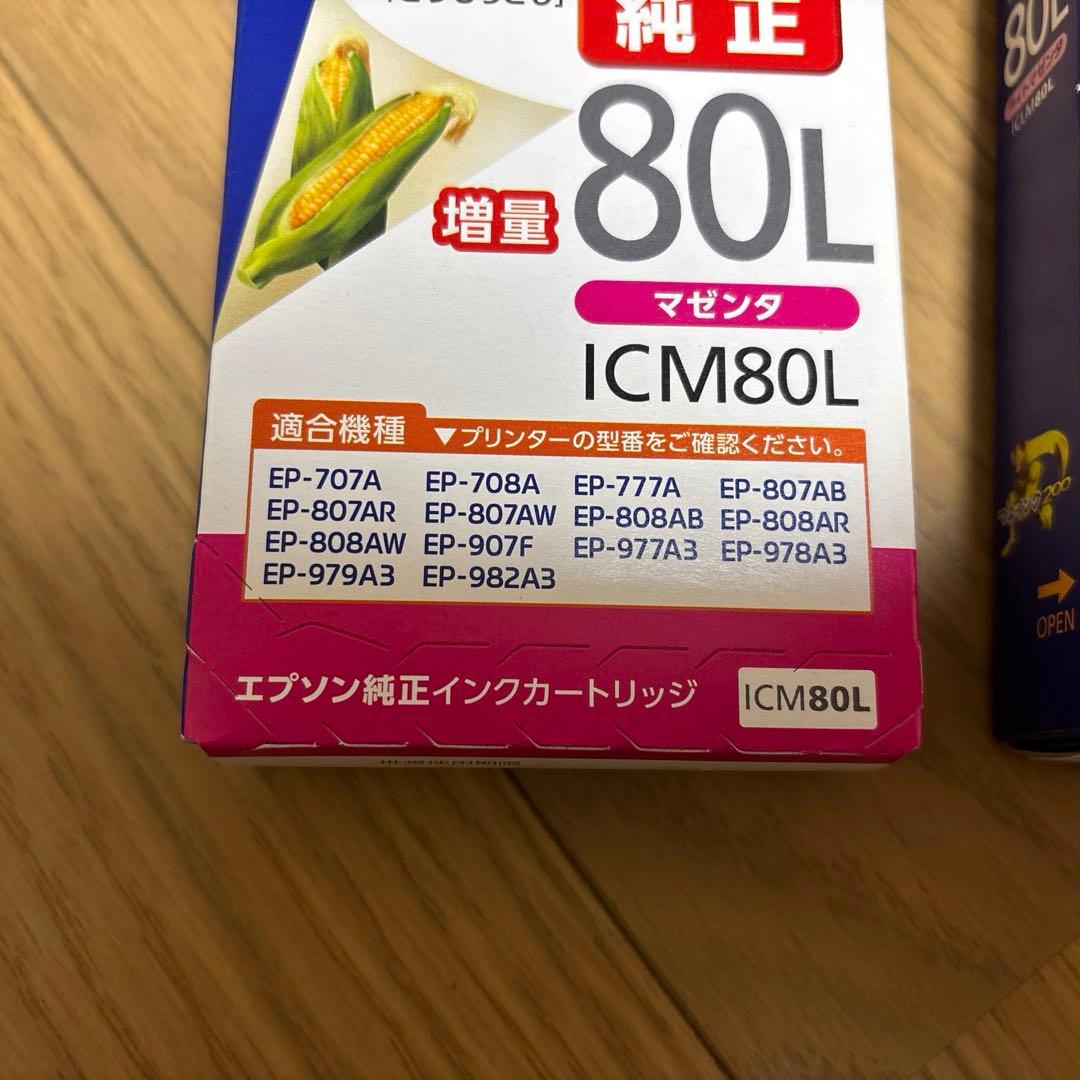 純正
80L
増量
マゼンタ
ICM80L
適合機種 ▼プリンターの型番をご確認ください。
EP-707A EP-708A EP-777A EP-807AB
EP-807AR EP-807AW EP-808AB EP-808AR
EP-808AW EP-907F EP-977A3 EP-978A3
EP-979A3 EP-982A3
エプソン純正インクカートリッジ ICM80L
80L
ICLM80L
OPEN